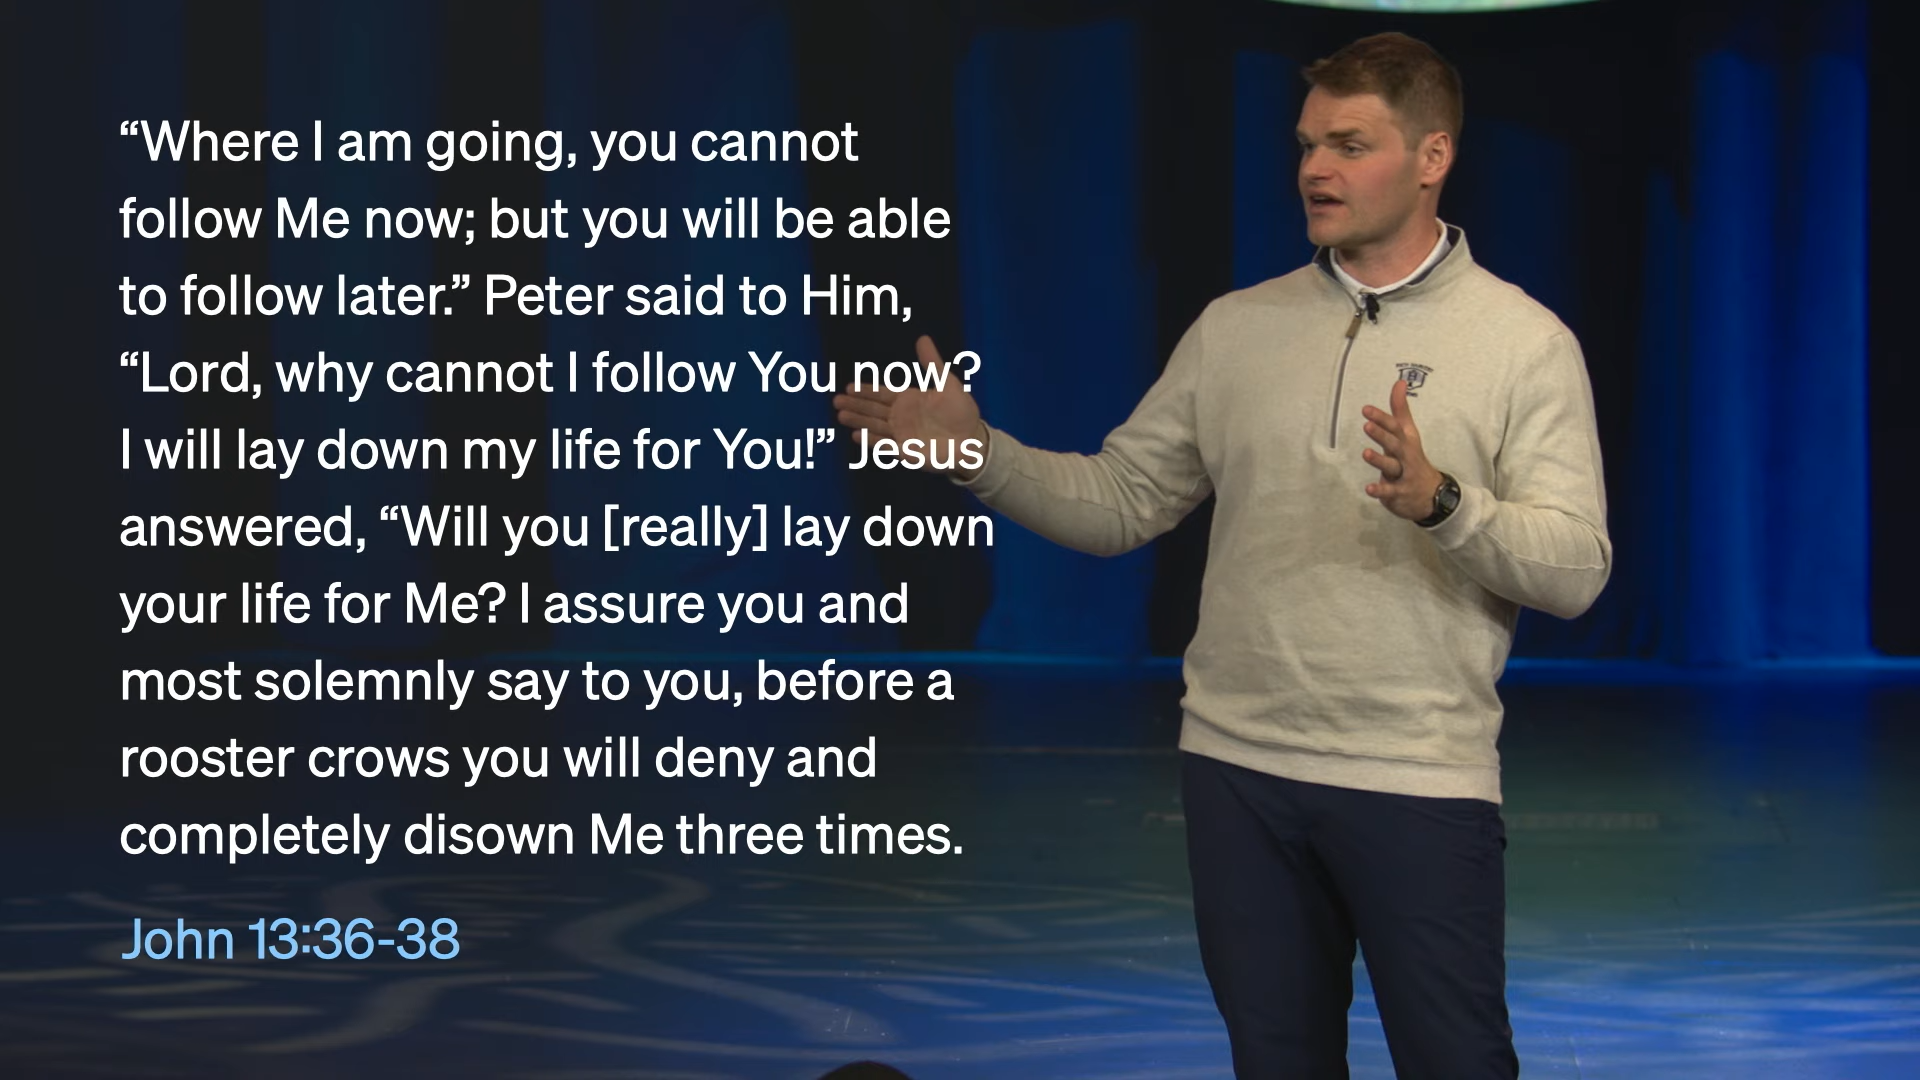 “Where I am going, you cannot
follow Me now; but you will be able
to follow later.” Peter said to Him,
“Lord, why cannot I follow You now?
I will lay down my life for You!” Jesus
answered, “Will you [really] lay down
your life for Me? I assure you and
most solemnly say to you, before a
rooster crows you will deny and
completely disown Me three times.
John 13:36-38